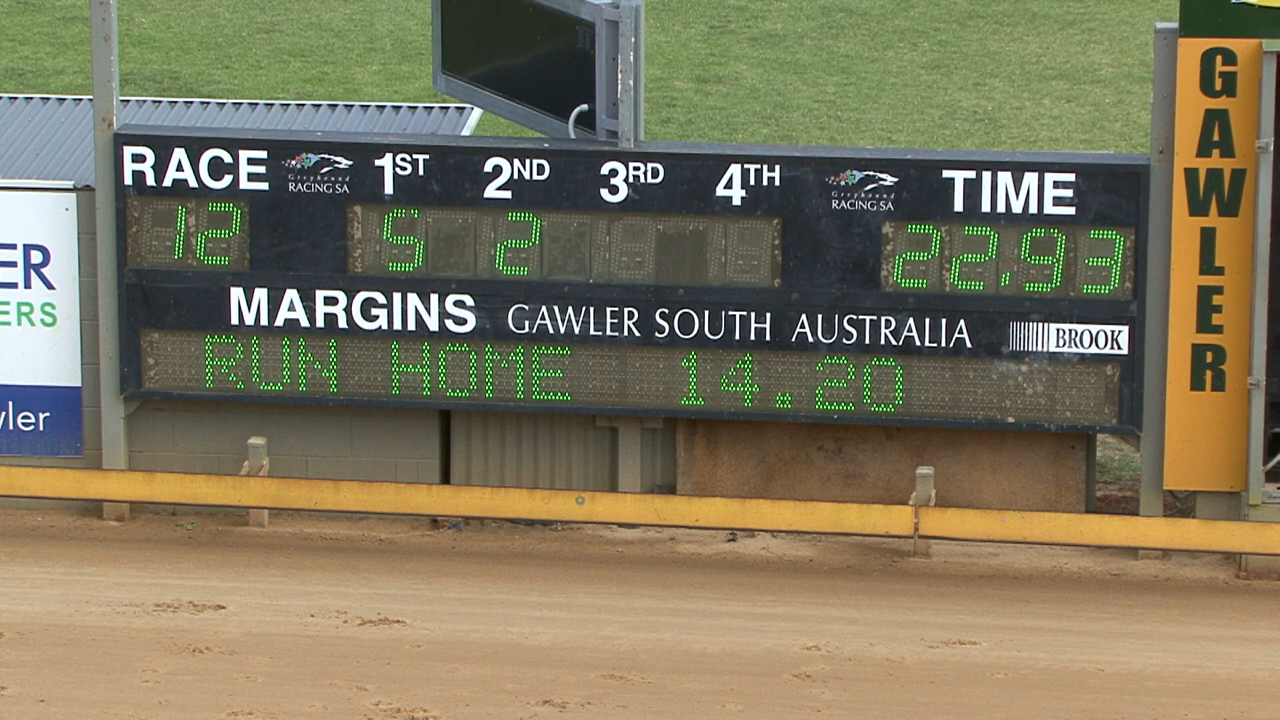 RACE
Greyhound
RACING SA
1ST 2ND 3RD 4TH
Greyhound
RACING SA
TIME
12 5 2 22.93
MARGINS GAWLER SOUTH AUSTRALIA BROOK
RUN HOME 14.20
GAWLER
ER
ERS
wler